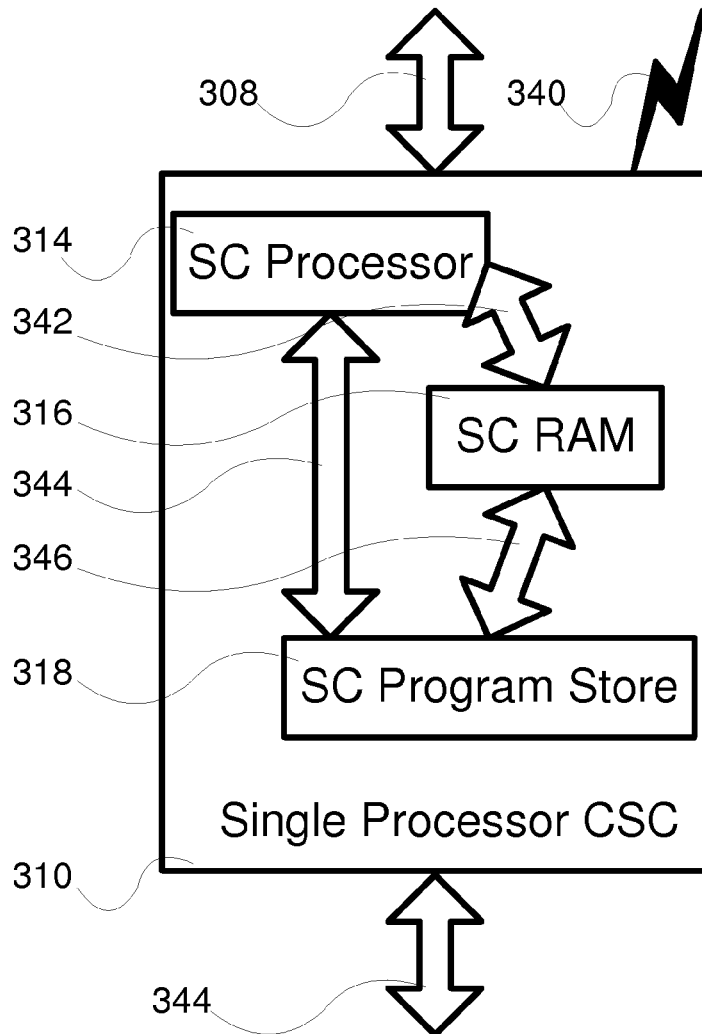 308
340
314
SC Processor
342
316
SC RAM
344
346
318
SC Program Store
Single Processor CSC
310
344